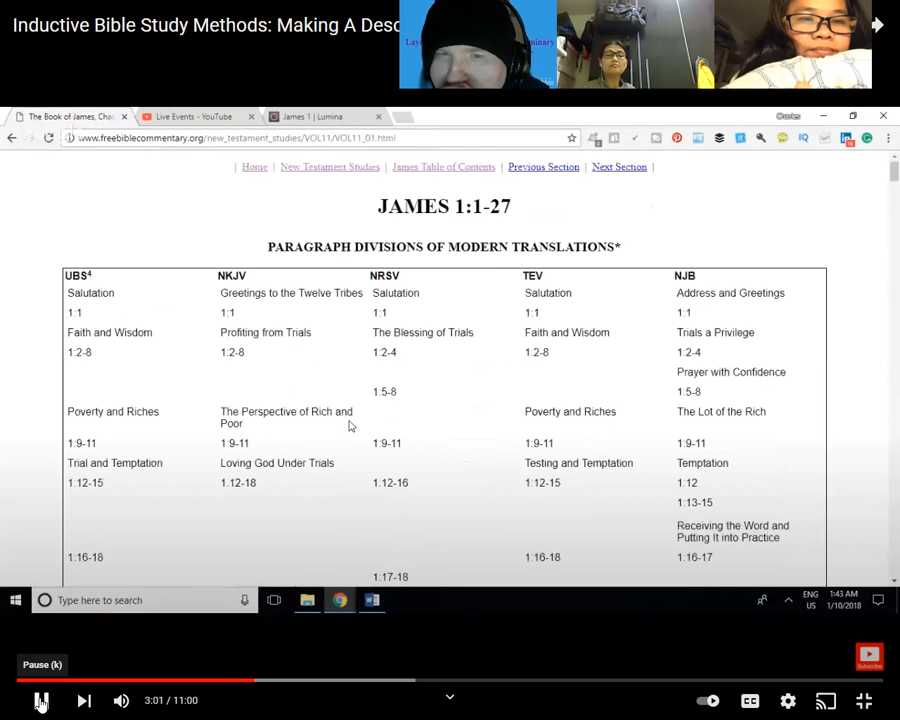 Inductive Bible Study Methods: Making A Desc
The Book of James, Cha
Live Events - YouTube
James 1 | Lumina
Charles
www.freebiblecommentary.org/new_testament_studies/VOL11/VOL11_01.html
| Home | New Testament Studies | James Table of Contents | Previous Section | Next Section |
JAMES 1:1-27
PARAGRAPH DIVISIONS OF MODERN TRANSLATIONS*
UBS4 NKJV NRSV TEV NJB
Salutation Greetings to the Twelve Tribes Salutation Salutation Address and Greetings
1:1 1:1 1:1 1:1 1:1
Faith and Wisdom Profiting from Trials The Blessing of Trials Faith and Wisdom Trials a Privilege
1:2-8 1:2-8 1:2-4 1:2-8 1:2-4
Prayer with Confidence
1:5-8 1:5-8
Poverty and Riches The Perspective of Rich and Poverty and Riches The Lot of the Rich
Poor
1:9-11 1:9-11 1:9-11 1:9-11 1:9-11
Trial and Temptation Loving God Under Trials Testing and Temptation Temptation
1:12-15 1:12-18 1:12-16 1:12-15 1:12
1:13-15
Receiving the Word and
Putting It into Practice
1:16-18 1:16-18 1:16-17
1:17-18
Type here to search
ENG
US
1:43 AM
1/10/2018
Subscribe
Pause (k)
3:01 / 11:00
CC